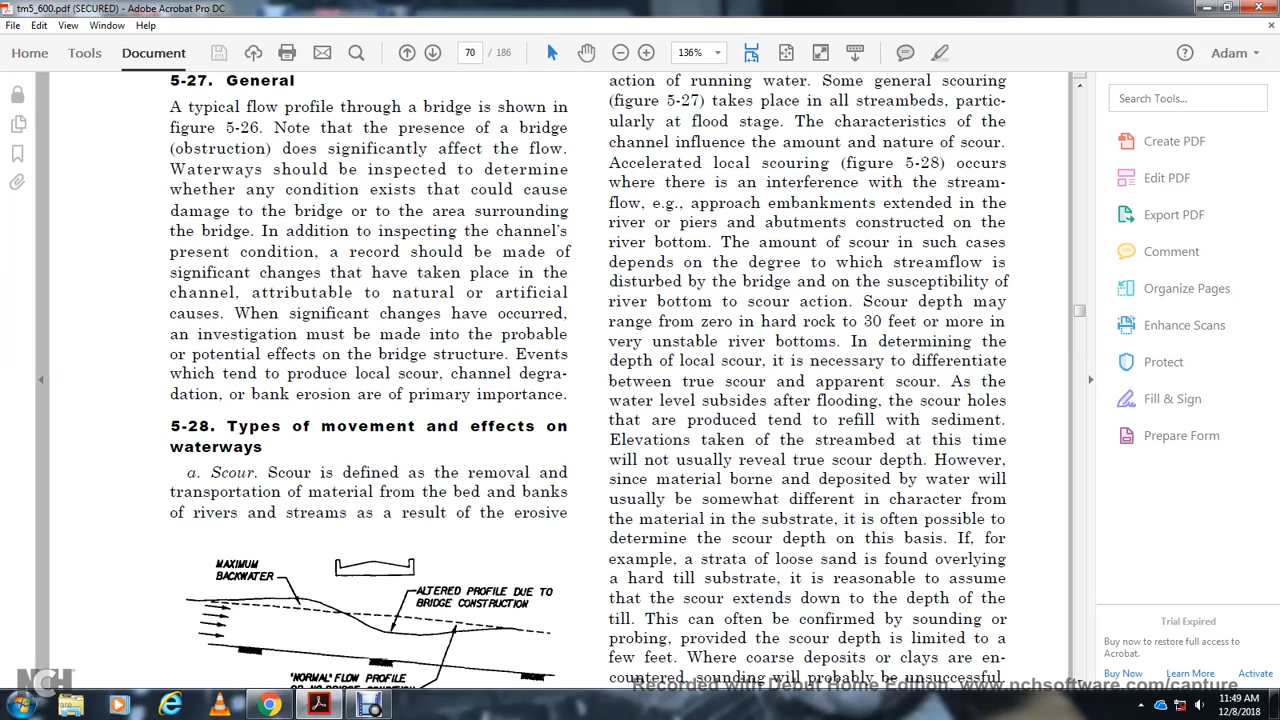 tm5_600.pdf (SECURED) - Adobe Acrobat Pro DC
File Edit View Window Help
Home Tools Document 70 / 186 136% Adam
5-27. General
A typical flow profile through a bridge is shown in
figure 5-26. Note that the presence of a bridge
(obstruction) does significantly affect the flow.
Waterways should be inspected to determine
whether any condition exists that could cause
damage to the bridge or to the area surrounding
the bridge. In addition to inspecting the channel's
present condition, a record should be made of
significant changes that have taken place in the
channel, attributable to natural or artificial
causes. When significant changes have occurred,
an investigation must be made into the probable
or potential effects on the bridge structure. Events
which tend to produce local scour, channel degra-
dation, or bank erosion are of primary importance.
5-28. Types of movement and effects on
waterways
a. Scour. Scour is defined as the removal and
transportation of material from the bed and banks
of rivers and streams as a result of the erosive
MAXIMUM
BACKWATER
ALTERED PROFILE DUE TO
BRIDGE CONSTRUCTION
"NORMAL" FLOW PROFILE
action of running water. Some general scouring
(figure 5-27) takes place in all streambeds, partic-
ularly at flood stage. The characteristics of the
channel influence the amount and nature of scour.
Accelerated local scouring (figure 5-28) occurs
where there is an interference with the stream-
flow, e.g., approach embankments extended in the
river or piers and abutments constructed on the
river bottom. The amount of scour in such cases
depends on the degree to which streamflow is
disturbed by the bridge and on the susceptibility of
river bottom to scour action. Scour depth may
range from zero in hard rock to 30 feet or more in
very unstable river bottoms. In determining the
depth of local scour, it is necessary to differentiate
between true scour and apparent scour. As the
water level subsides after flooding, the scour holes
that are produced tend to refill with sediment.
Elevations taken of the streambed at this time
will not usually reveal true scour depth. However,
since material borne and deposited by water will
usually be somewhat different in character from
the material in the substrate, it is often possible to
determine the scour depth on this basis. If, for
example, a strata of loose sand is found overlying
a hard till substrate, it is reasonable to assume
that the scour extends down to the depth of the
till. This can often be confirmed by sounding or
probing, provided the scour depth is limited to a
few feet. Where coarse deposits or clays are en-
countered, sounding will probably be unsuccessful.
Search Tools...
Create PDF
Edit PDF
Export PDF
Comment
Organize Pages
Enhance Scans
Protect
Fill & Sign
Prepare Form
Trial Expired
Buy now to restore full access to
Acrobat.
Buy Now Learn More Activate
NCH
Recorded with Debut Home Edition: www.nchsoftware.com/capture
11:49 AM
12/8/2018